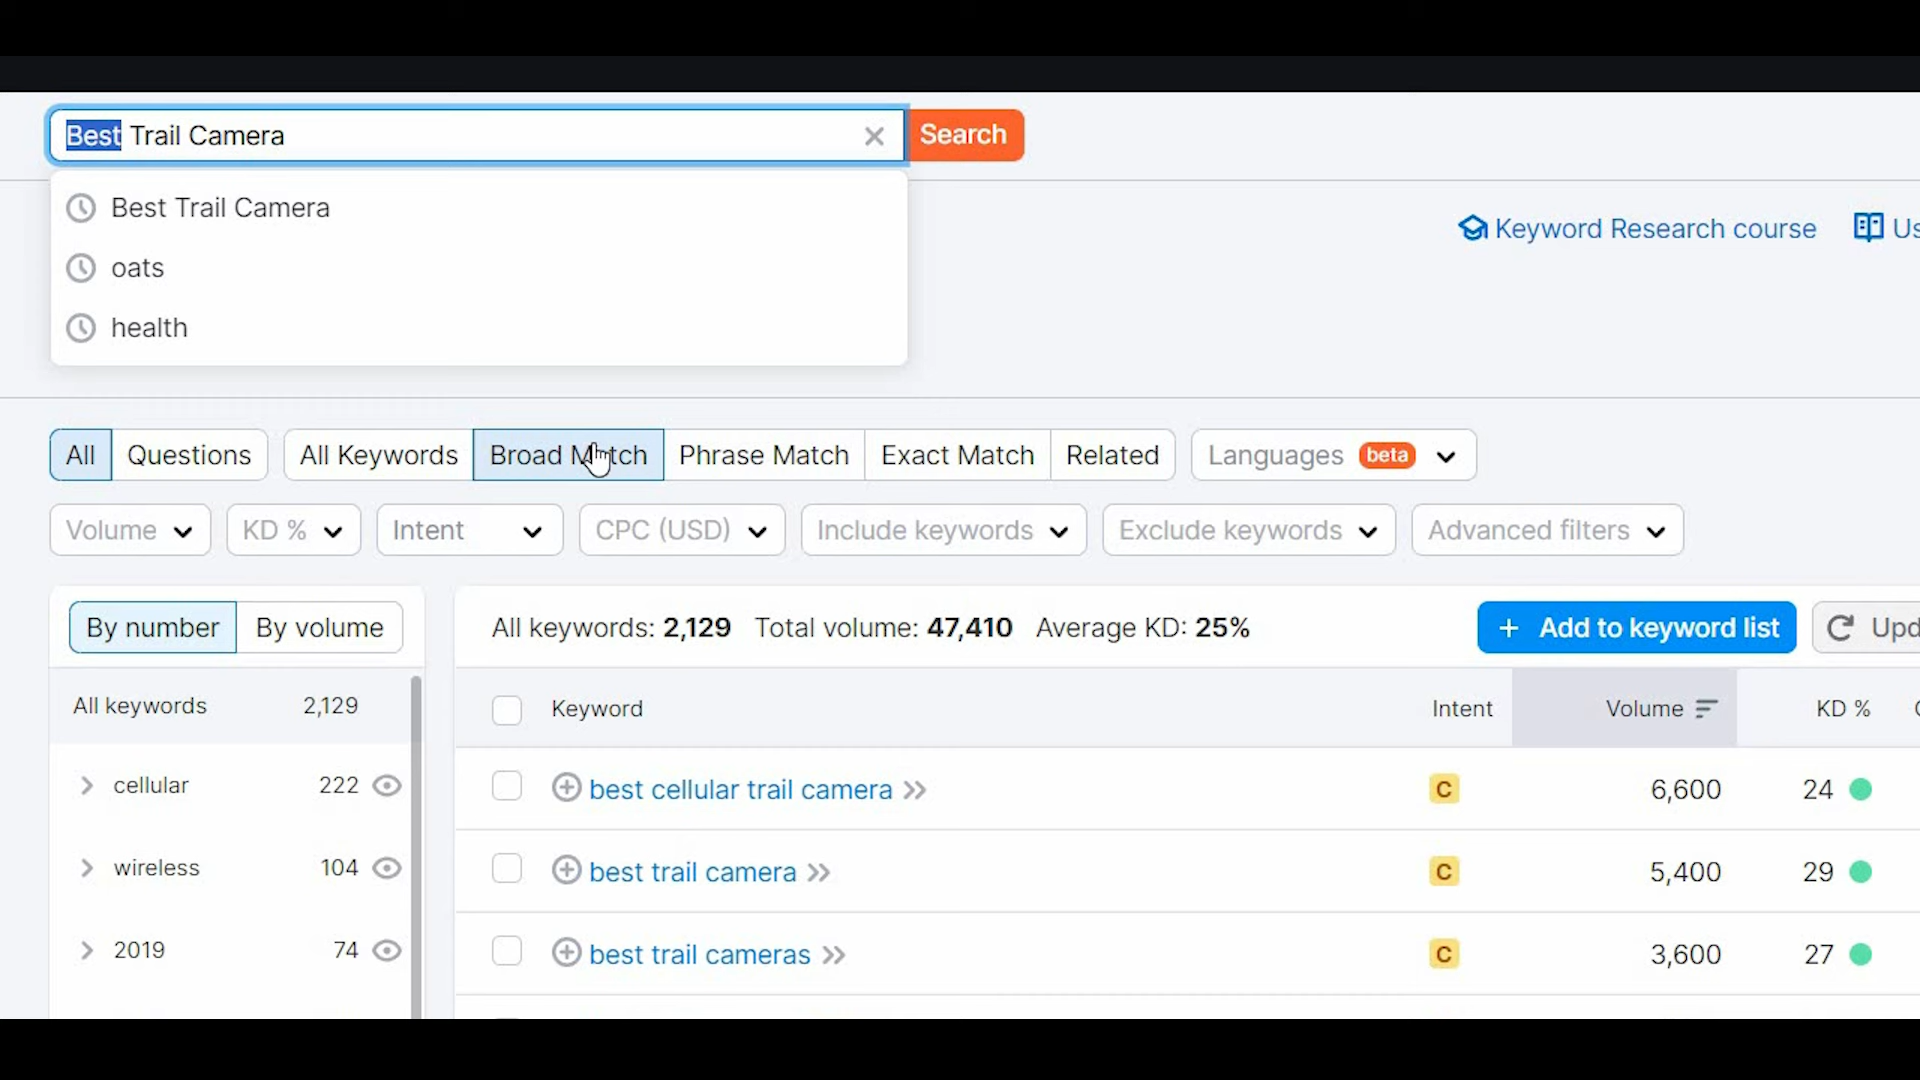 Best Trail Camera
Search
Best Trail Camera
oats
health
Keyword Research course
Us
All Questions All Keywords Broad Match Phrase Match Exact Match Related Languages beta
Volume KD % Intent CPC (USD) Include keywords Exclude keywords Advanced filters
By number By volume
All keywords: 2,129 Total volume: 47,410 Average KD: 25%
+ Add to keyword list
Upd
All keywords 2,129
cellular 222
wireless 104
2019 74
Keyword Intent Volume KD %
best cellular trail camera C 6,600 24
best trail camera C 5,400 29
best trail cameras C 3,600 27